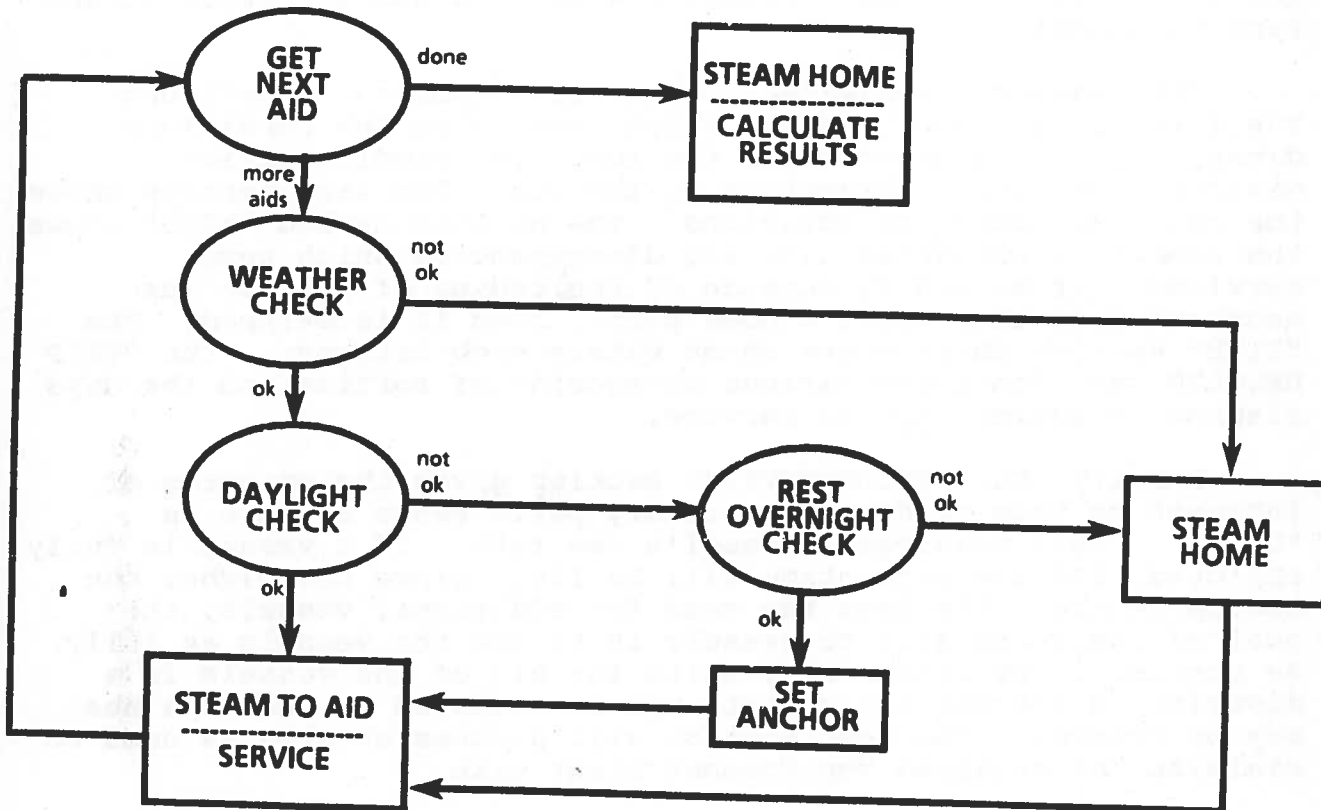 GET
NEXT
AID
done
STEAM HOME
CALCULATE
RESULTS
more
aids
WEATHER
CHECK
not
ok
ok
DAYLIGHT
CHECK
not
ok
REST
OVERNIGHT
CHECK
not
ok
STEAM
HOME
ok
ok
STEAM TO AID
SERVICE
SET
ANCHOR